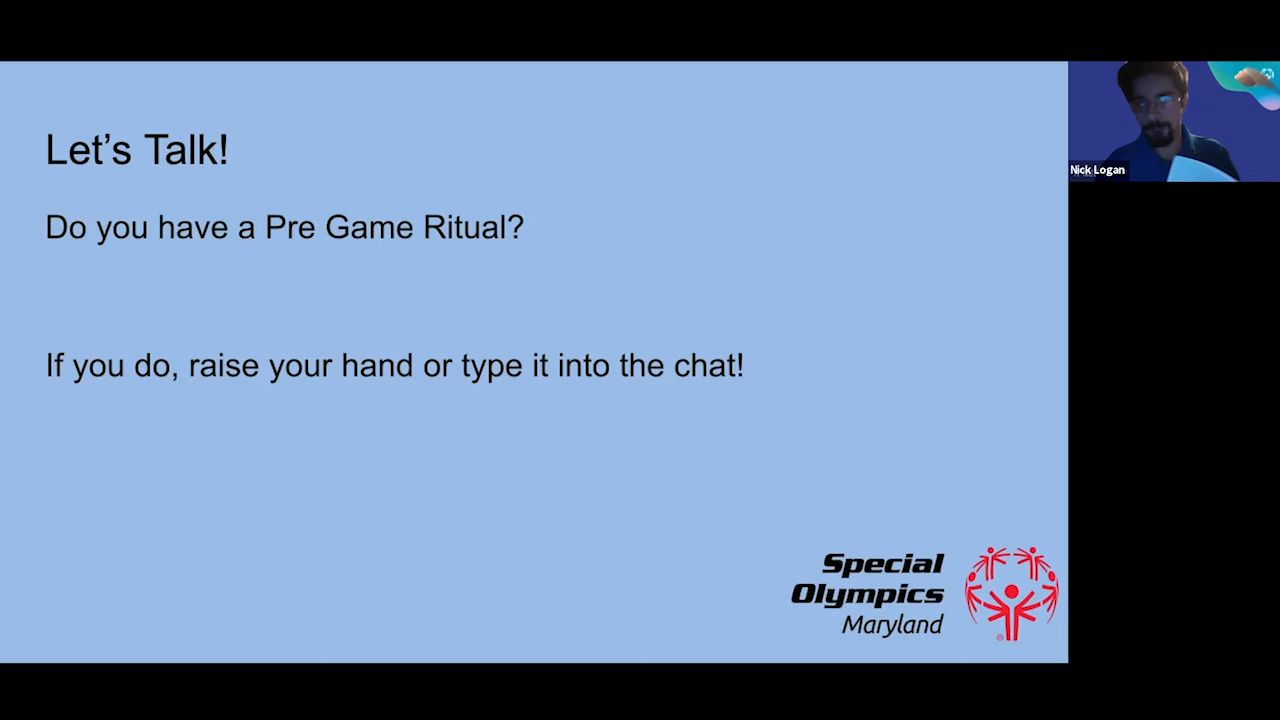 Let's Talk!
Do you have a Pre Game Ritual?
If you do, raise your hand or type it into the chat!
Special
Olympics
Maryland
®
Nick Logan